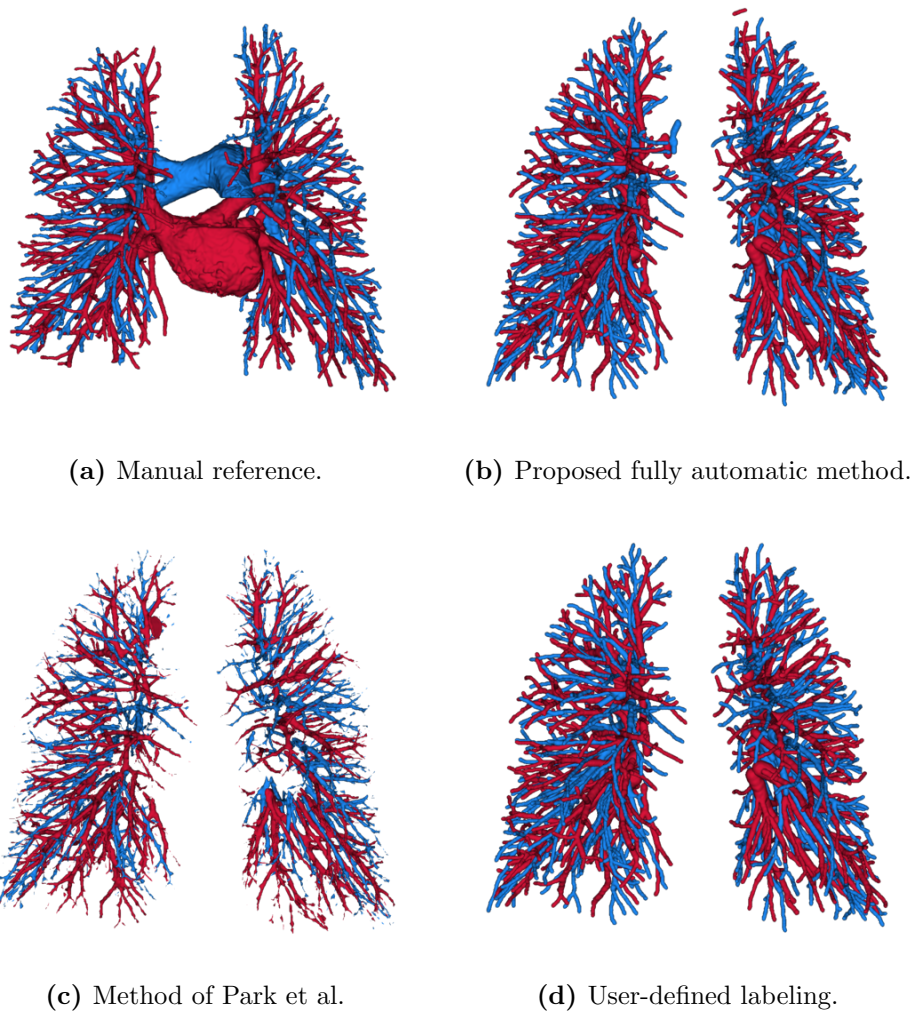 (a) Manual reference.
(b) Proposed fully automatic method.
(c) Method of Park et al.
(d) User-defined labeling.